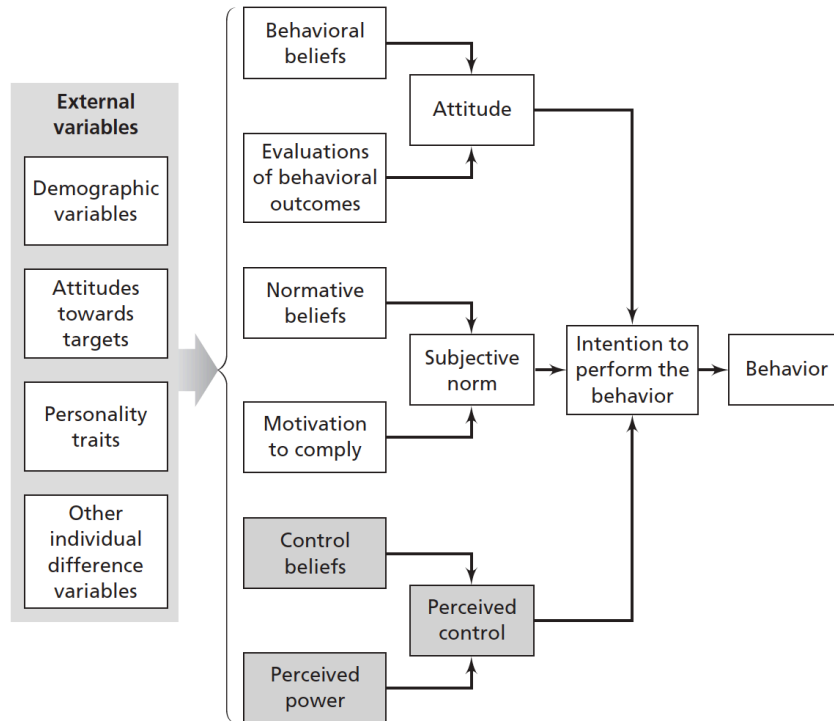 External
variables
Demographic
variables
Attitudes
towards
targets
Personality
traits
Other
individual
difference
variables
Behavioral
beliefs
Evaluations
of behavioral
outcomes
Attitude
Normative
beliefs
Motivation
to comply
Subjective
norm
Control
beliefs
Perceived
power
Perceived
control
Intention to
perform the
behavior
Behavior